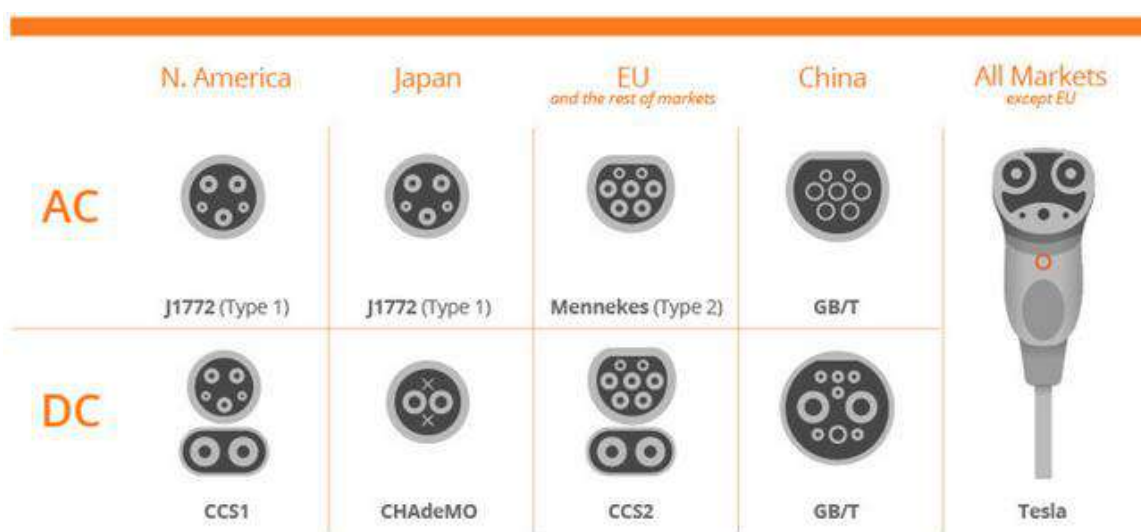 N. America
Japan
EU
and the rest of markets
China
All Markets
except EU
AC
J1772 (Type 1)
J1772 (Type 1)
Mennekes (Type 2)
GB/T
DC
CCS1
CHAdeMO
CCS2
GB/T
Tesla